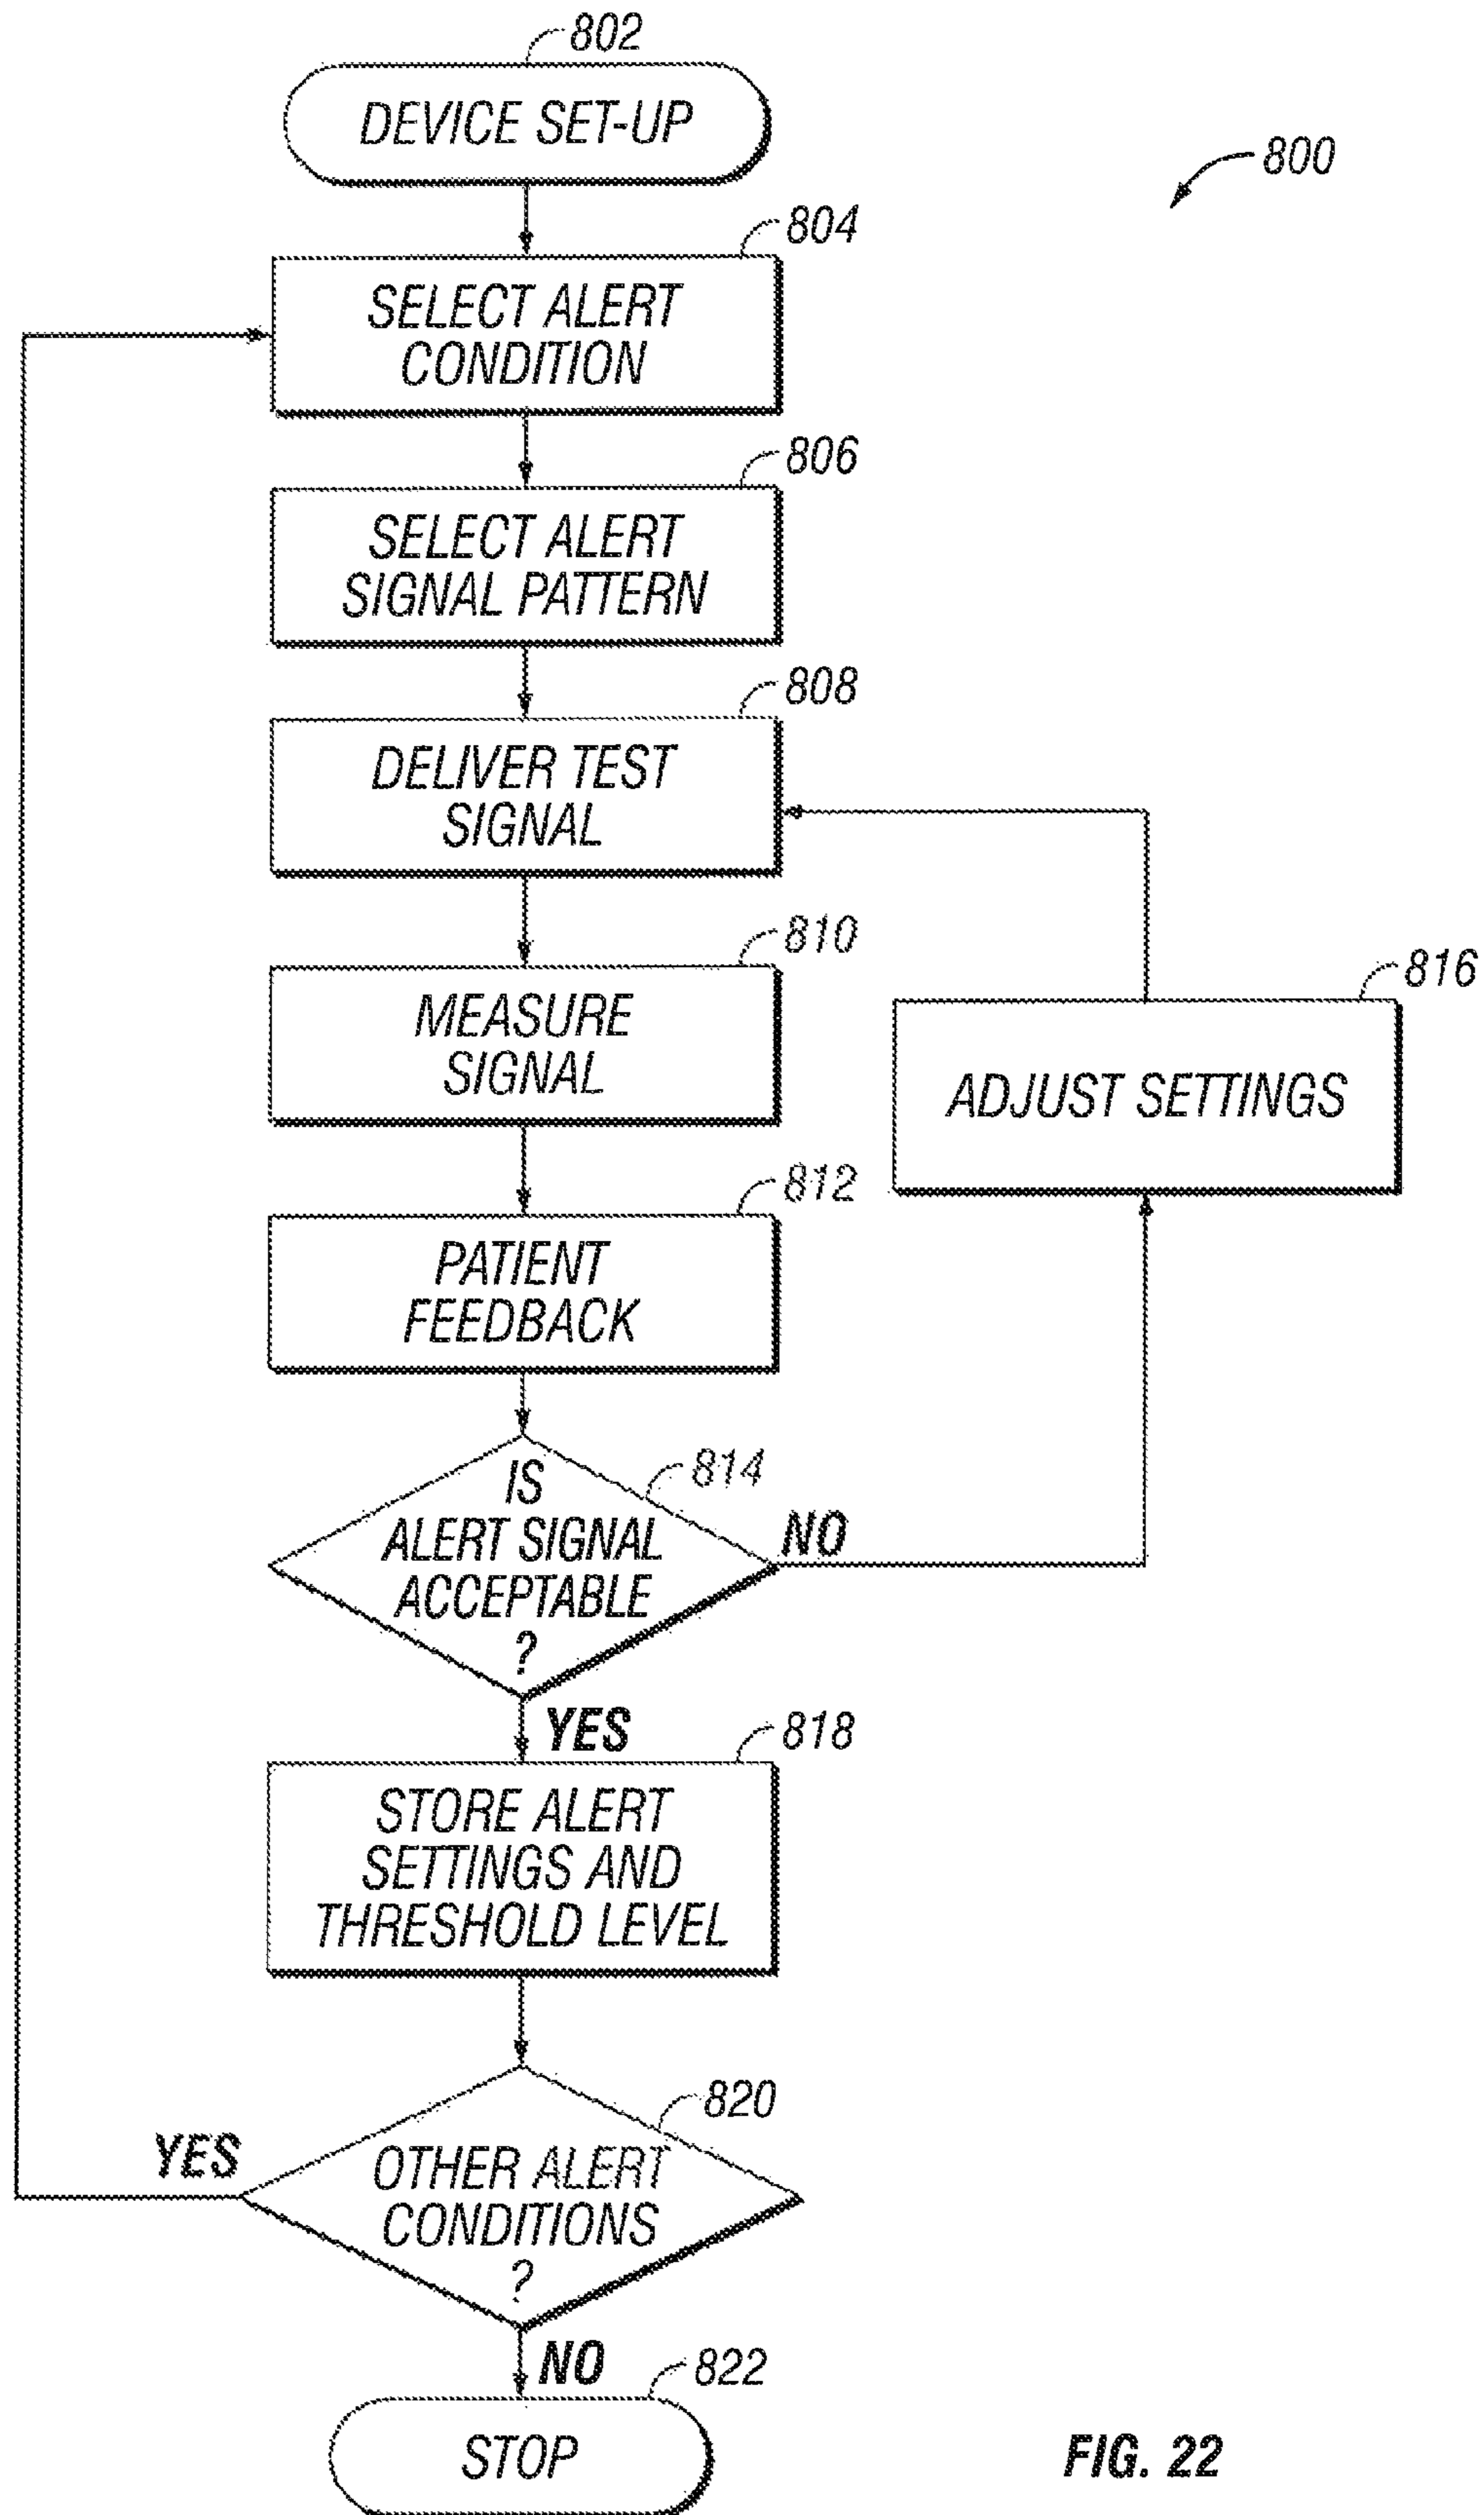 802
DEVICE SET-UP
800
804
SELECT ALERT
CONDITION
806
SELECT ALERT
SIGNAL PATTERN
808
DELIVER TEST
SIGNAL
810
MEASURE
SIGNAL
816
ADJUST SETTINGS
812
PATIENT
FEEDBACK
814
IS
ALERT SIGNAL
ACCEPTABLE
?
NO
YES
818
STORE ALERT
SETTINGS AND
THRESHOLD LEVEL
820
YES
OTHER ALERT
CONDITIONS
?
NO
822
STOP
FIG. 22